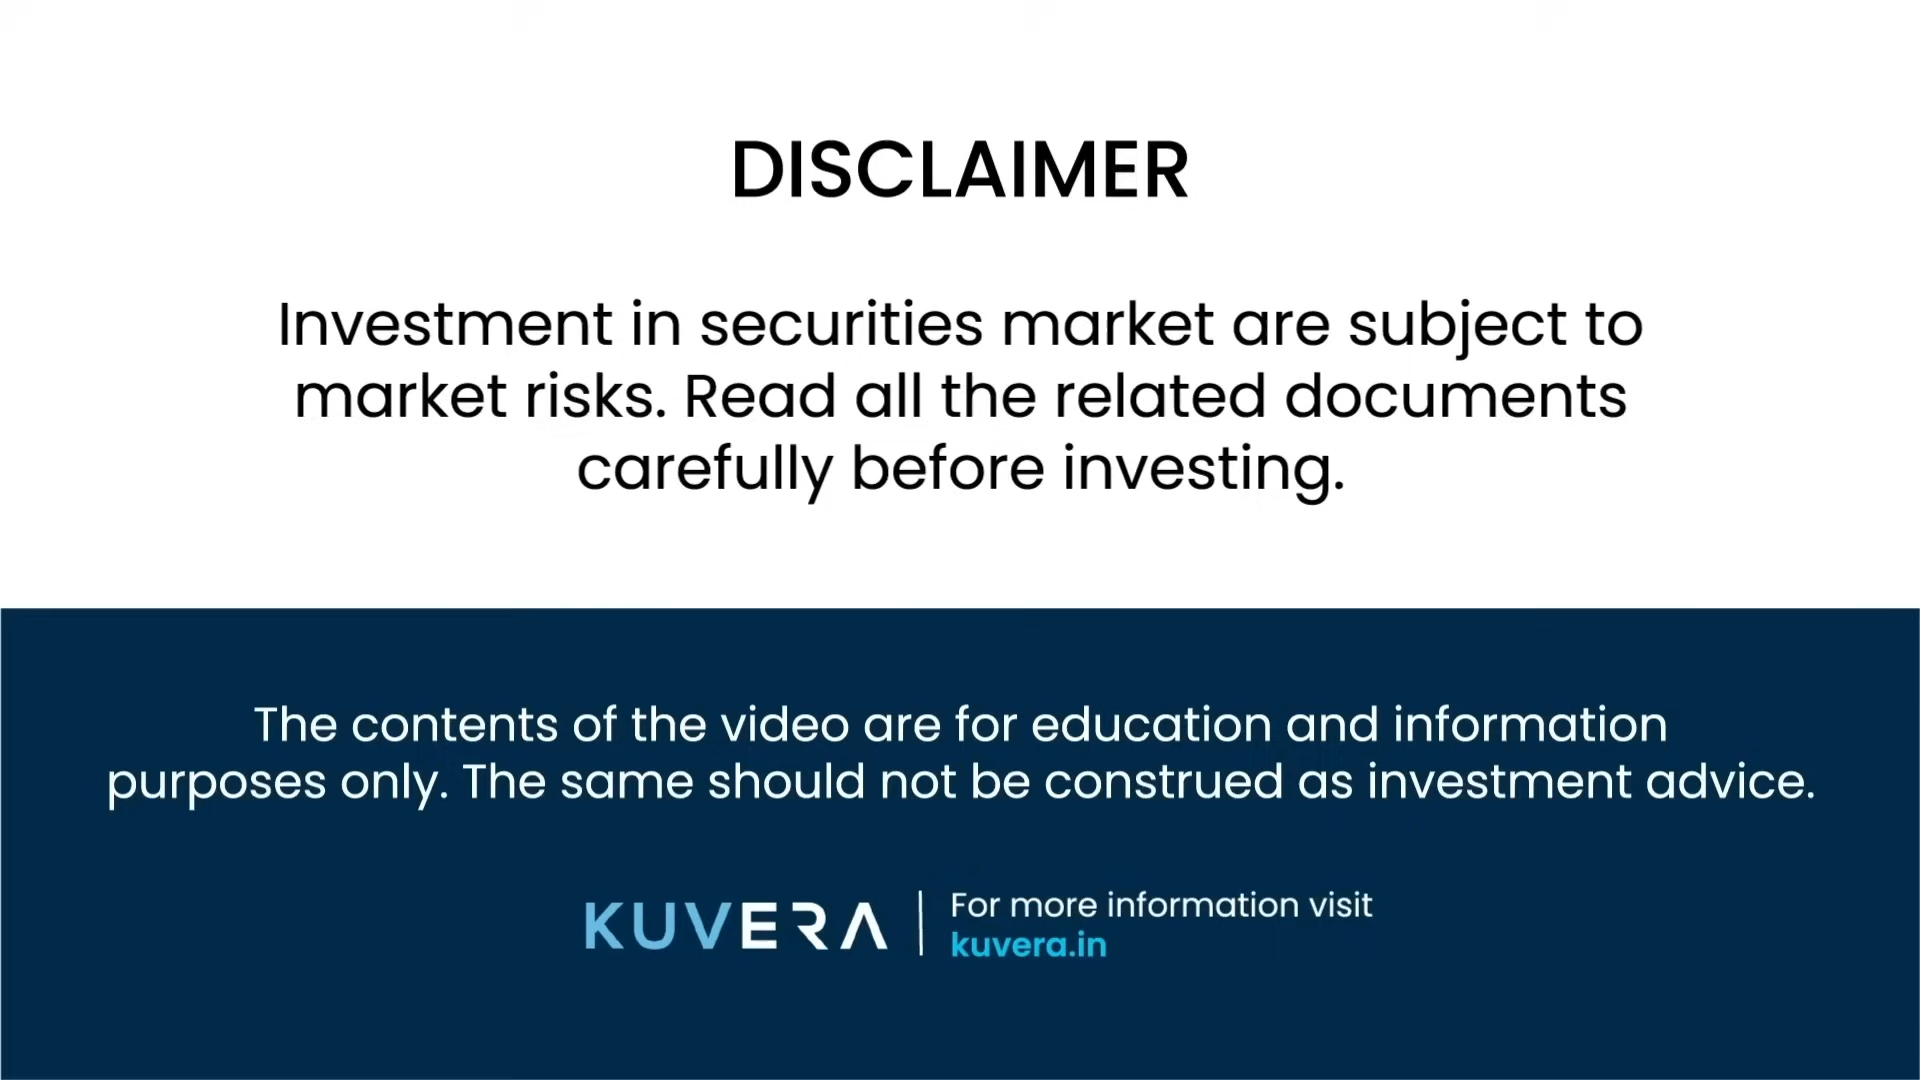 DISCLAIMER
Investment in securities market are subject to
market risks. Read all the related documents
carefully before investing.
The contents of the video are for education and information
purposes only. The same should not be construed as investment advice.
KUVERA
For more information visit
kuvera.in